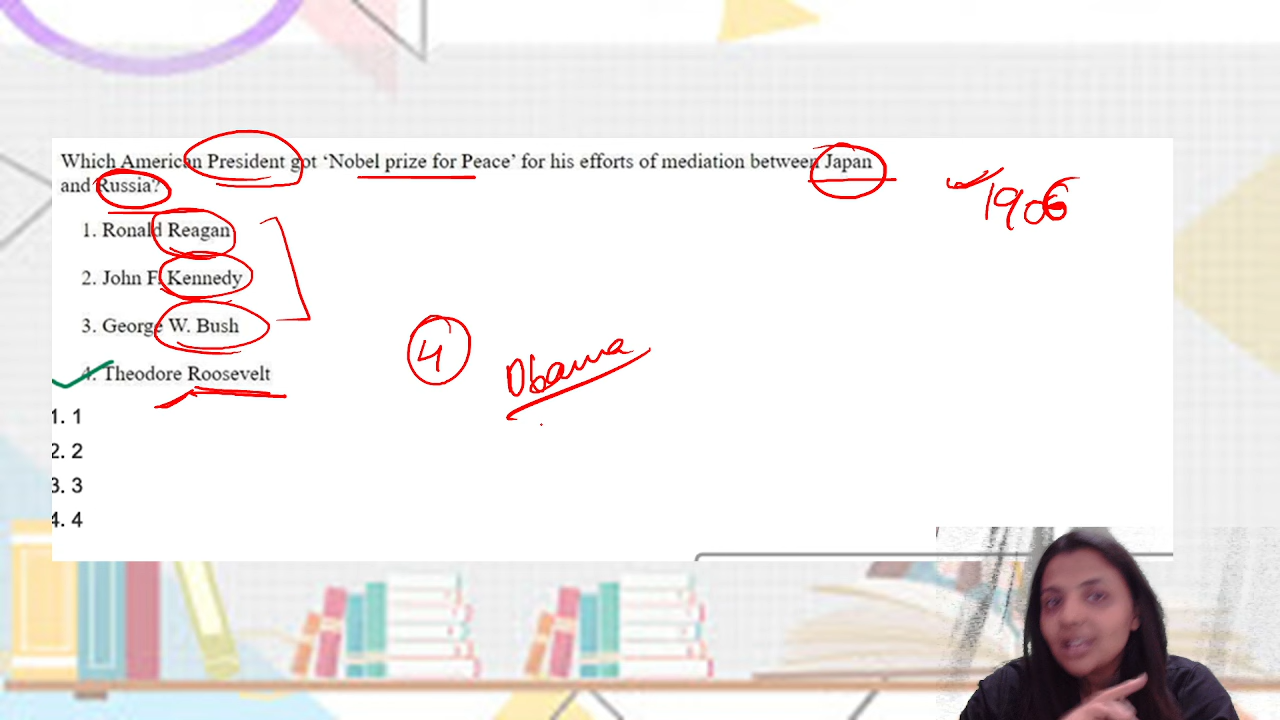 Which American President got ‘Nobel prize for Peace’ for his efforts of mediation between Japan
and Russia?
1906
1. Ronald Reagan
2. John F. Kennedy
3. George W. Bush
4
Obama
4. Theodore Roosevelt
1. 1
2. 2
3. 3
4. 4